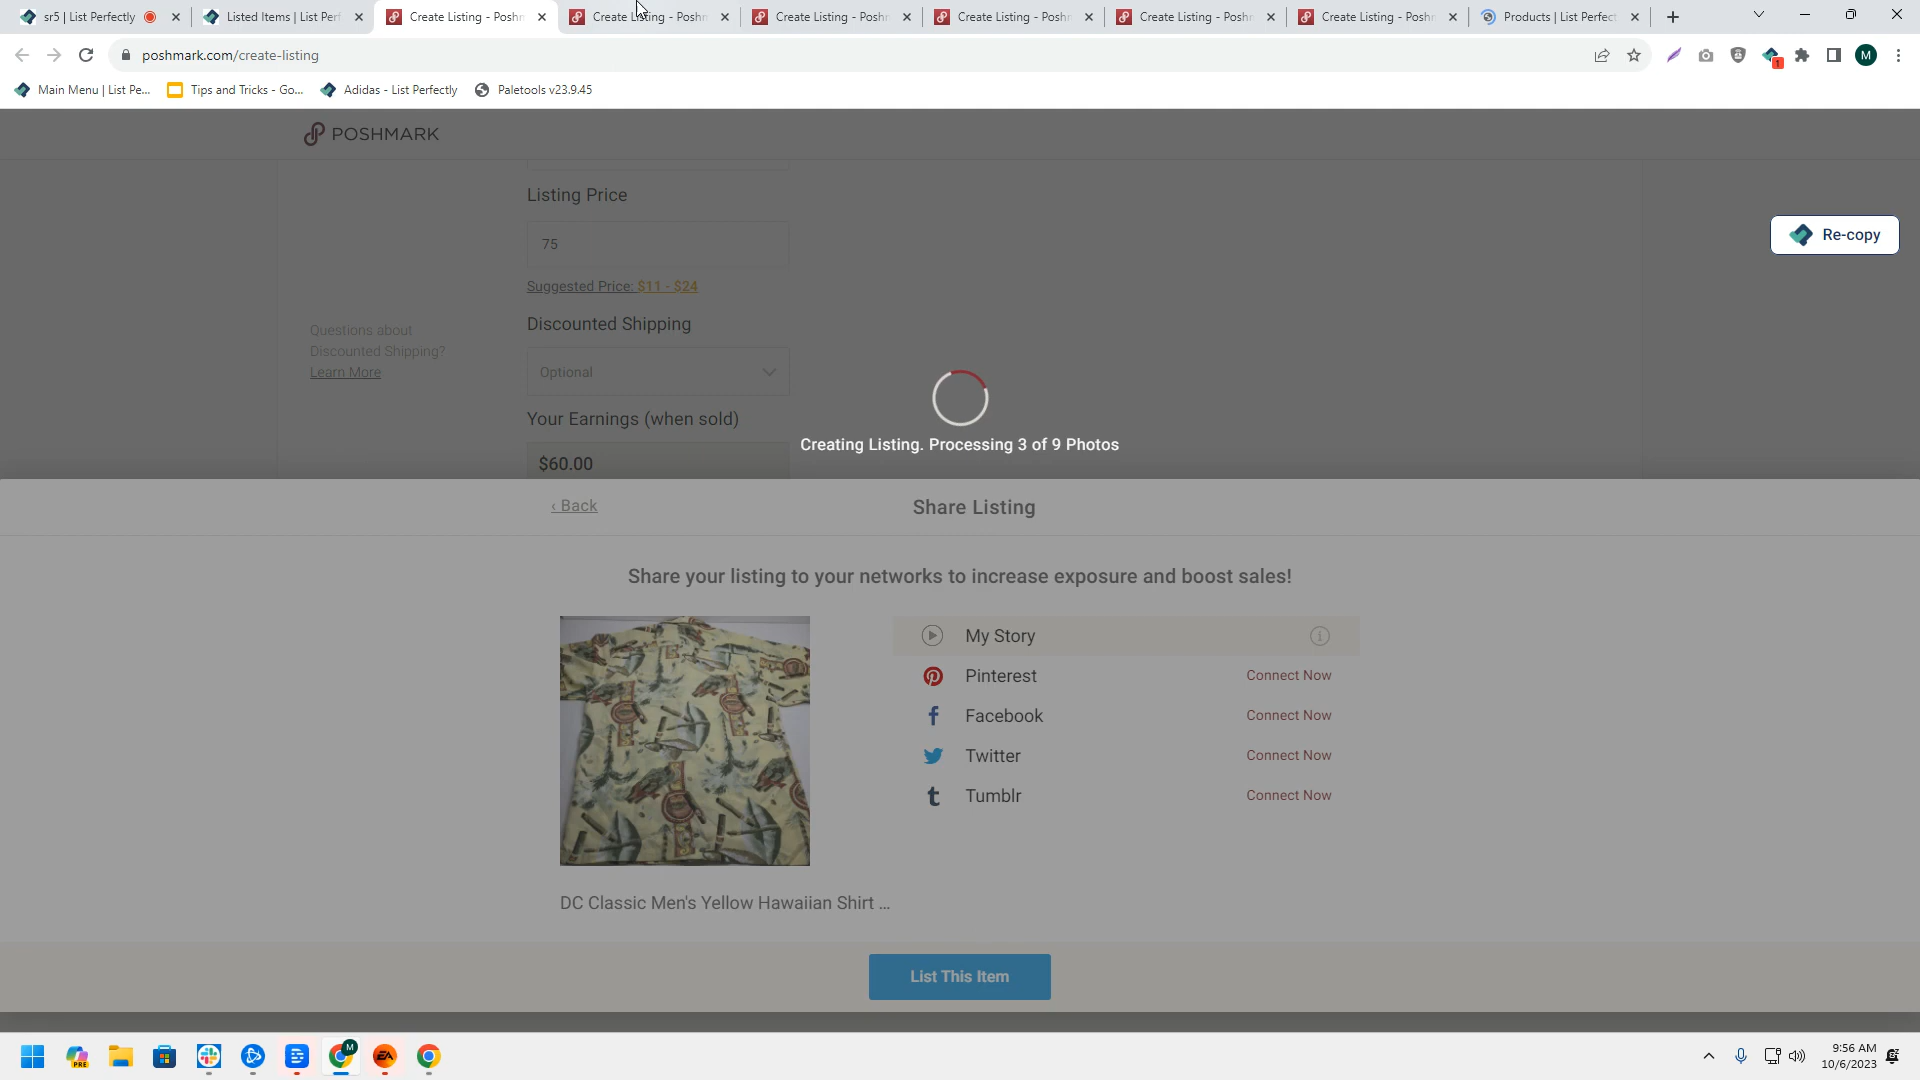 sr5 | List Perfectly
Listed Items | List Perf
Create Listing - Poshm
Create Listing - Poshm
Create Listing - Poshm
Create Listing - Poshm
Create Listing - Poshm
Create Listing - Poshm
Products | List Perfect
poshmark.com/create-listing
1
M
Main Menu | List Pe...
Tips and Tricks - Go...
Adidas - List Perfectly
Paletools v23.9.45
POSHMARK
Listing Price
75
Re-copy
Suggested Price: $11 - $24
Discounted Shipping
Questions about
Discounted Shipping?
Learn More
Optional
Your Earnings (when sold)
Creating Listing. Processing 3 of 9 Photos
$60.00
‹ Back
Share Listing
Share your listing to your networks to increase exposure and boost sales!
My Story
Pinterest
Connect Now
Facebook
Connect Now
Twitter
Connect Now
Tumblr
Connect Now
DC Classic Men's Yellow Hawaiian Shirt ...
List This Item
PRE
M
EA
9:56 AM
10/6/2023